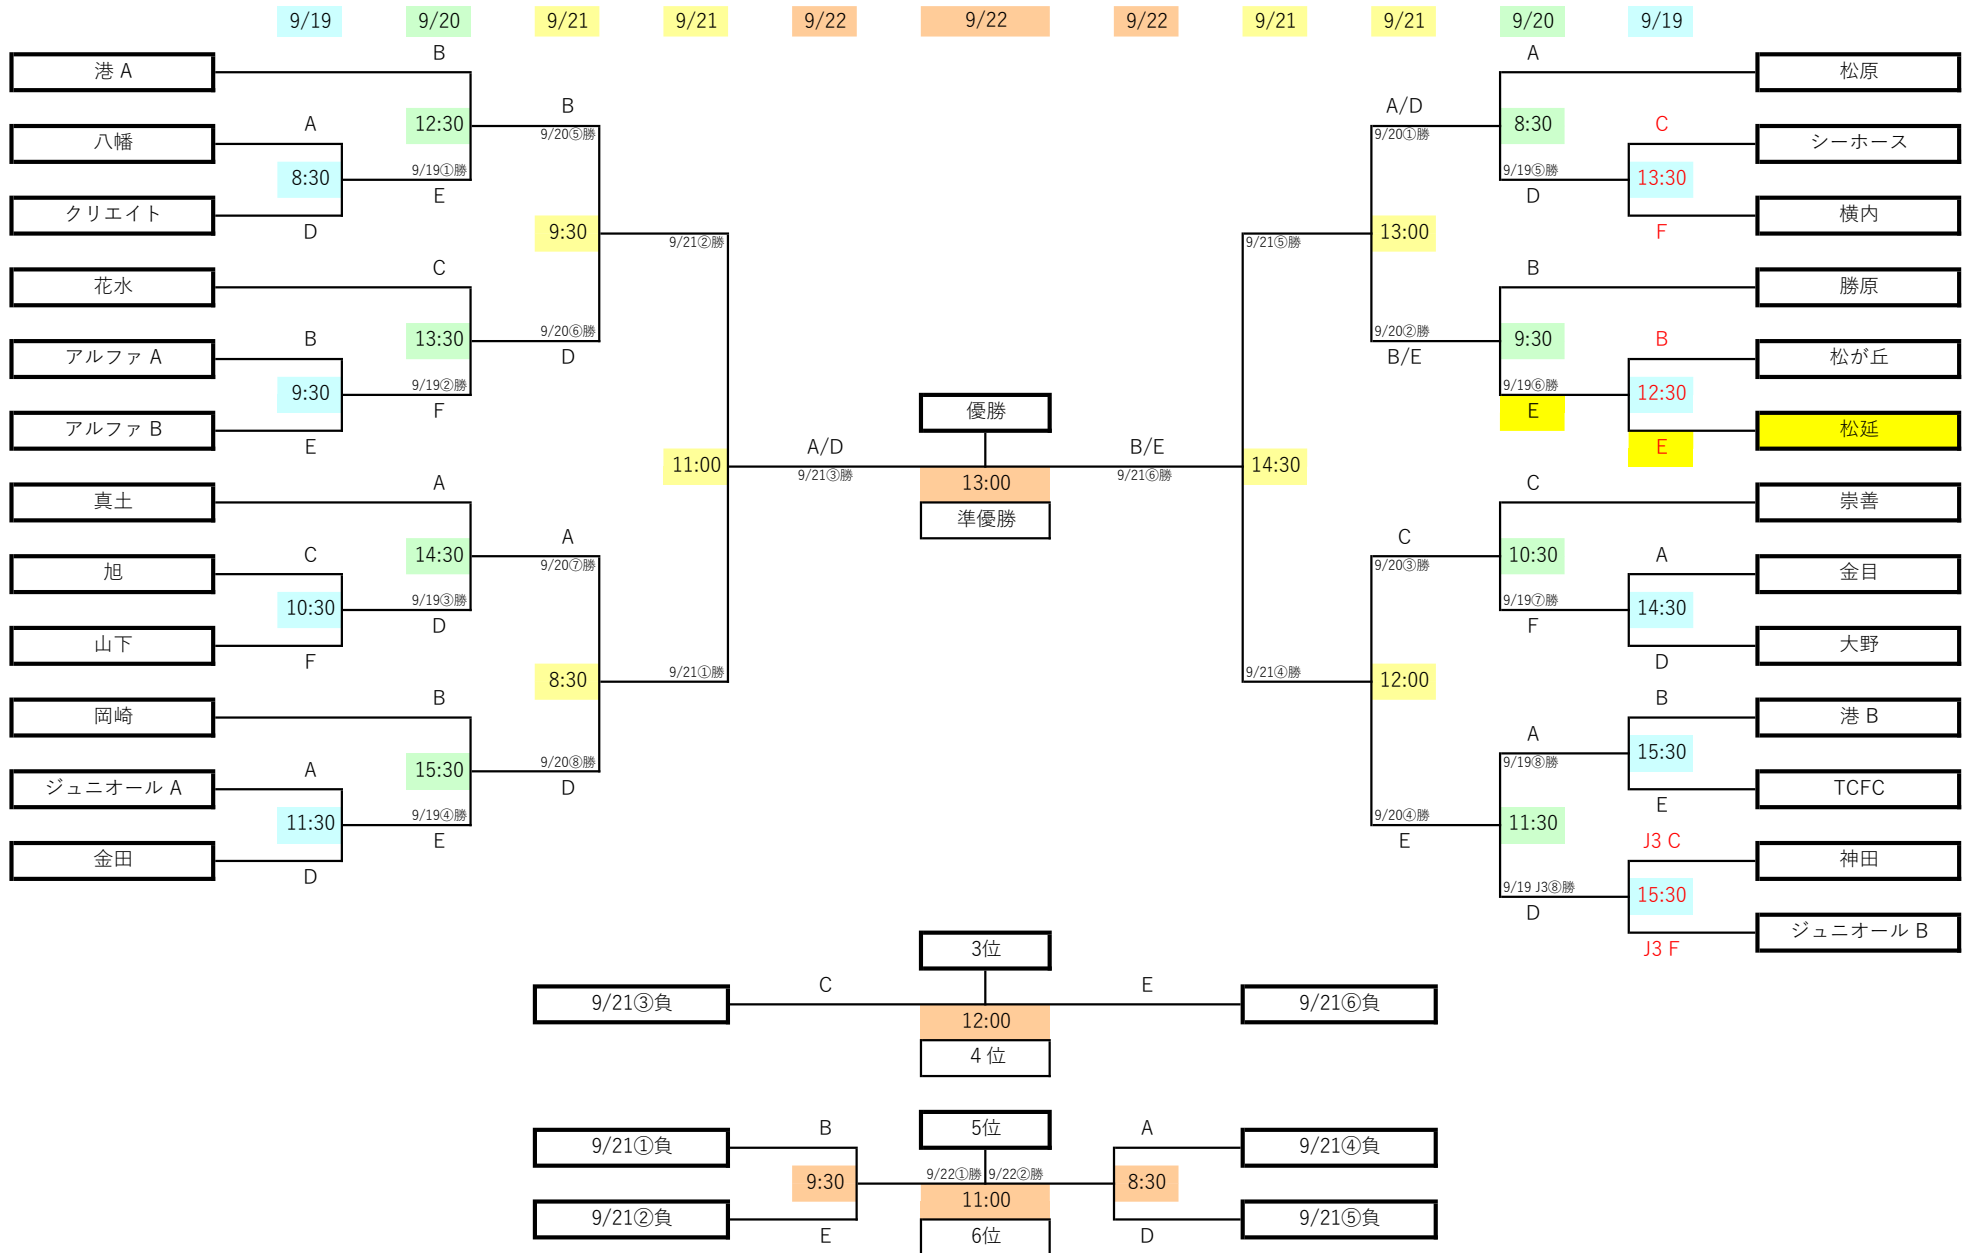 9/19 9/20 9/21 9/21 9/22 9/22 9/22 9/21 9/21 9/20 9/19
B A
港 A 松原
B A/D
A 12:30 8:30 C
八幡 9/20⑤勝 9/20①勝 シーホース
8:30 9/19①勝 9/19⑤勝 13:30
E D
クリエイト 横内
D 9:30 13:00 F
9/21②勝 9/21⑤勝
C B
花水 勝原
9/20⑥勝 9/20②勝
B 13:30 9:30 B
アルファ A D B/E 松が丘
9:30 9/19②勝 9/19⑥勝 12:30
F 優勝 E
アルファ B 松延
E A/D B/E E
11:00 9/21③勝 9/21⑥勝 14:30
A 13:00 C
真土 準優勝 崇善
A C
C 14:30 10:30 A
旭 9/20⑦勝 9/20③勝 金目
10:30 9/19③勝 9/19⑦勝 14:30
D F
山下 大野
F D
8:30 9/21①勝 9/21④勝 12:00
B B
岡崎 港 B
A
9/20⑧勝 9/19⑧勝
A 15:30 15:30
ジュニオール A D TCFC
11:30 9/19④勝 9/20④勝 11:30 E
E E J3 C
金田 神田
D 9/19 J3⑧勝 15:30
D
ジュニオール B
3位 J3 F
C E
9/21③負 9/21⑥負
12:00
4 位
B 5位 A
9/21①負 9/21④負
9:30 9/22①勝 9/22②勝 8:30
11:00
9/21②負 9/21⑤負
E 6位 D